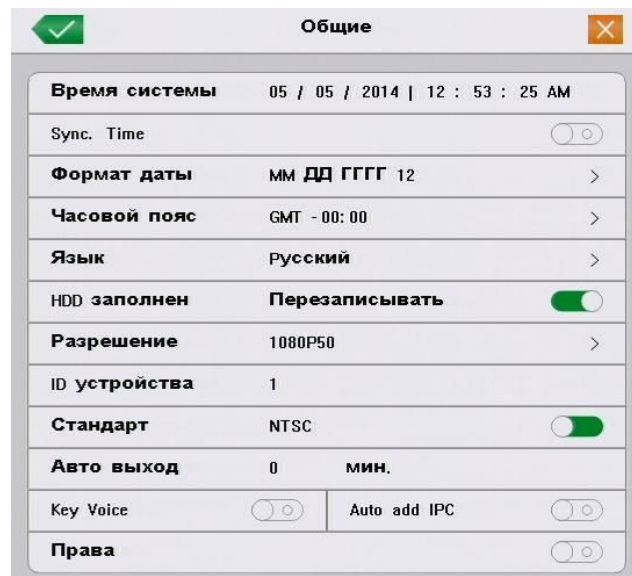 Общие
Время системы 05 / 05 / 2014 | 12 : 53 : 25 AM
Sync. Time
Формат даты ММ ДД ГГГГ 12
Часовой пояс GMT - 00: 00
Язык Русский
HDD заполнен Перезаписывать
Разрешение 1080P50
ID устройства 1
Стандарт NTSC
Авто выход 0 мин.
Key Voice Auto add IPC
Права